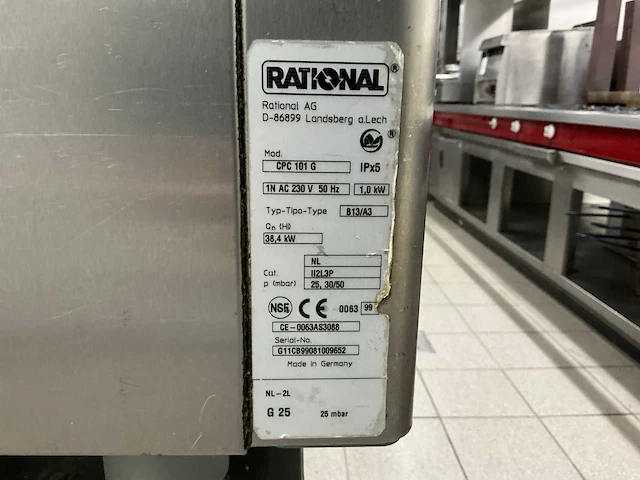 RATIONAL ®
Rational AG
D-86899 Landsberg a.Lech
®
Mod.
CPC 101 G IPx5
1N AC 230 V 50 Hz 1,0 kW
Typ-Tipo-Type B13/A3
Qn (Hi)
38,4 kW
NL
Cat. II2L3P
p (mbar) 25, 30/50
NSF CE 0063 99
CE-0063AS3088
Serial-No.
G11CB99081009652
Made in Germany
NL-2L
G 25 25 mbar